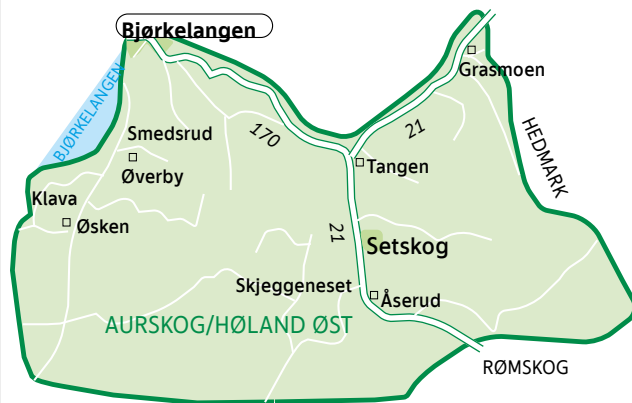 Bjørkelangen
Grasmoen
BJØRKELANGEN
Smedsrud
170
21
HEDMARK
Øverby
Tangen
Klava
Øsken
21
Setskog
Skjeggeneset
Åserud
AURSKOG/HØLAND ØST
RØMSKOG